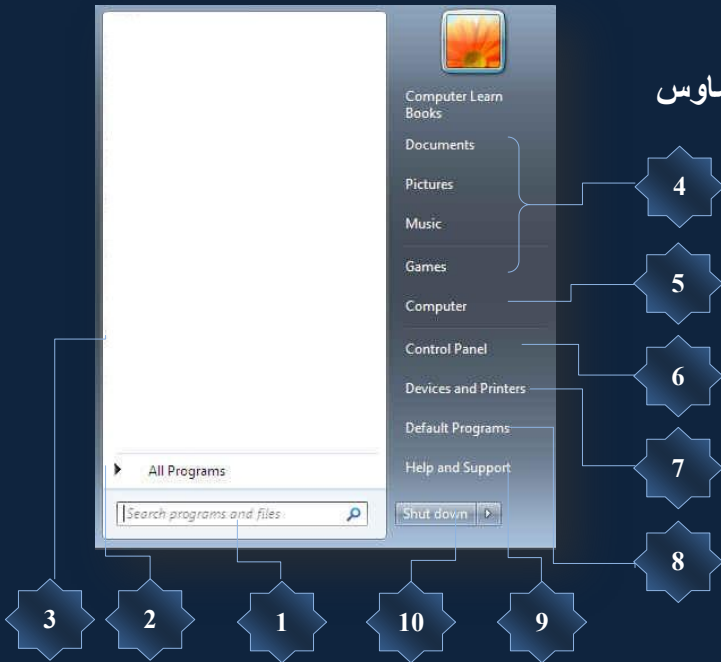 Computer Learn
Books
Documents
Pictures
Music
Games
Computer
Control Panel
Devices and Printers
Default Programs
Help and Support
All Programs
Search programs and files
Shut down
4
5
6
7
8
3
2
1
10
9